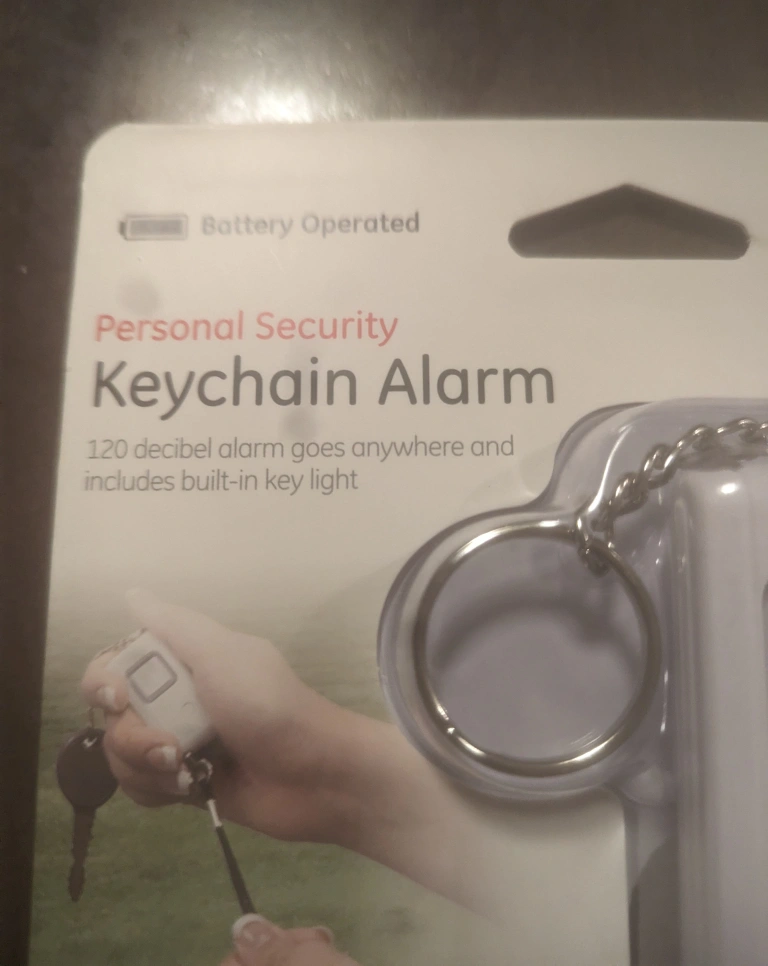 Battery Operated
Personal Security
Keychain Alarm
120 decibel alarm goes anywhere and
includes built-in key light